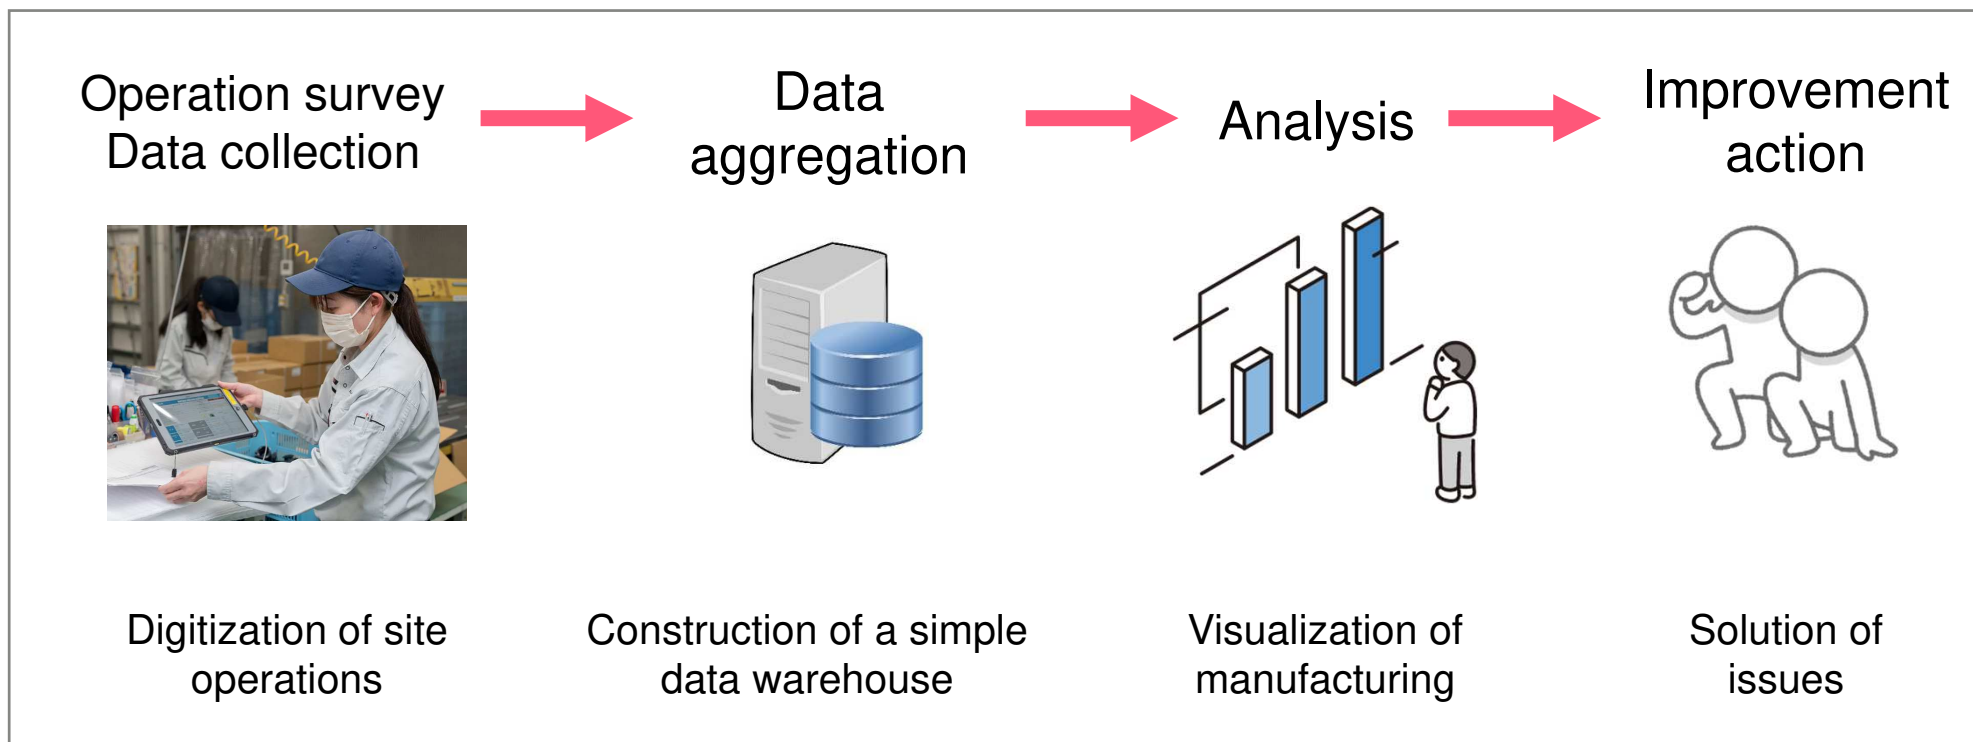 Operation survey
Data collection
Data
aggregation
Analysis
Improvement
action
Digitization of site
operations
Construction of a simple
data warehouse
Visualization of
manufacturing
Solution of
issues